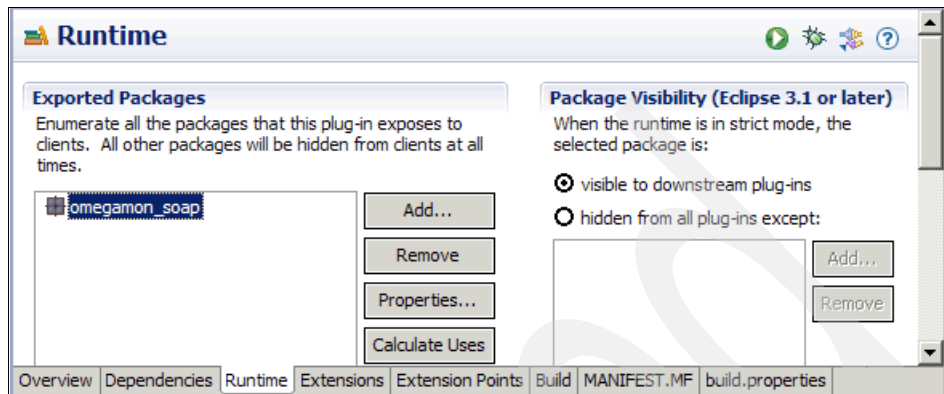 Runtime
Exported Packages
Enumerate all the packages that this plug-in exposes to
clients. All other packages will be hidden from clients at all
times.
omegamon_soap
Add...
Remove
Properties...
Calculate Uses
Package Visibility (Eclipse 3.1 or later)
When the runtime is in strict mode, the
selected package is:
visible to downstream plug-ins
hidden from all plug-ins except:
Add...
Remove
Overview Dependencies Runtime Extensions Extension Points Build MANIFEST.MF build.properties